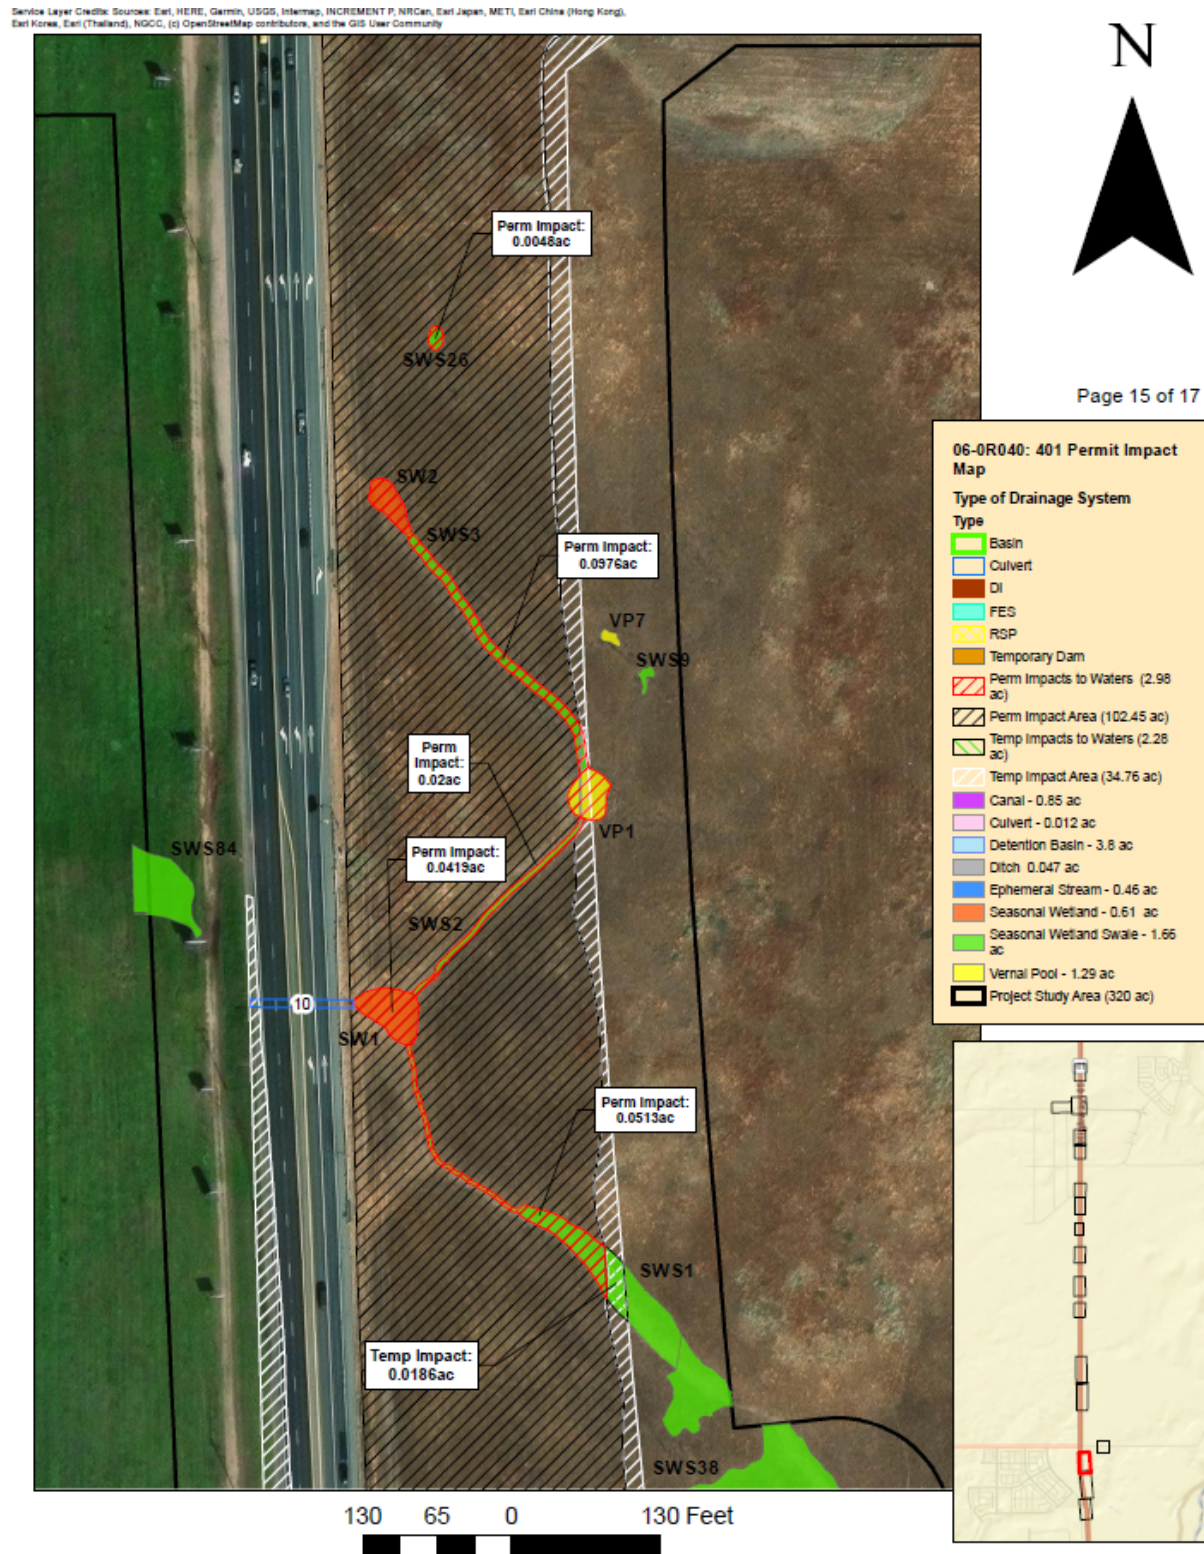 Service Layer Credits: Sources: Esri, HERE, Garmin, USGS, Intermap, INCREMENT P, NRCan, Esri Japan, METI, Esri China (Hong Kong),
Esri Korea, Esri (Thailand), NGCC, (c) OpenStreetMap contributors, and the GIS User Community
N
Page 15 of 17
Perm Impact:
0.0048ac
SWS26
SW2
SWS3
Perm Impact:
0.0976ac
VP7
SWS9
Perm
Impact:
0.02ac
VP1
SWS84
Perm Impact:
0.0419ac
SWS2
10
SW1
Perm Impact:
0.0513ac
SWS1
Temp Impact:
0.0186ac
SWS38
130 65 0 130 Feet
06-0R040: 401 Permit Impact
Map
Type of Drainage System
Type
Basin
Culvert
DI
FES
RSP
Temporary Dam
Perm Impacts to Waters (2.98
ac)
Perm Impact Area (102.45 ac)
Temp Impacts to Waters (2.28
ac)
Temp Impact Area (34.76 ac)
Canal - 0.85 ac
Culvert - 0.012 ac
Detention Basin - 3.8 ac
Ditch 0.047 ac
Ephemeral Stream - 0.46 ac
Seasonal Wetland - 0.61 ac
Seasonal Wetland Swale - 1.66
ac
Vernal Pool - 1.29 ac
Project Study Area (320 ac)